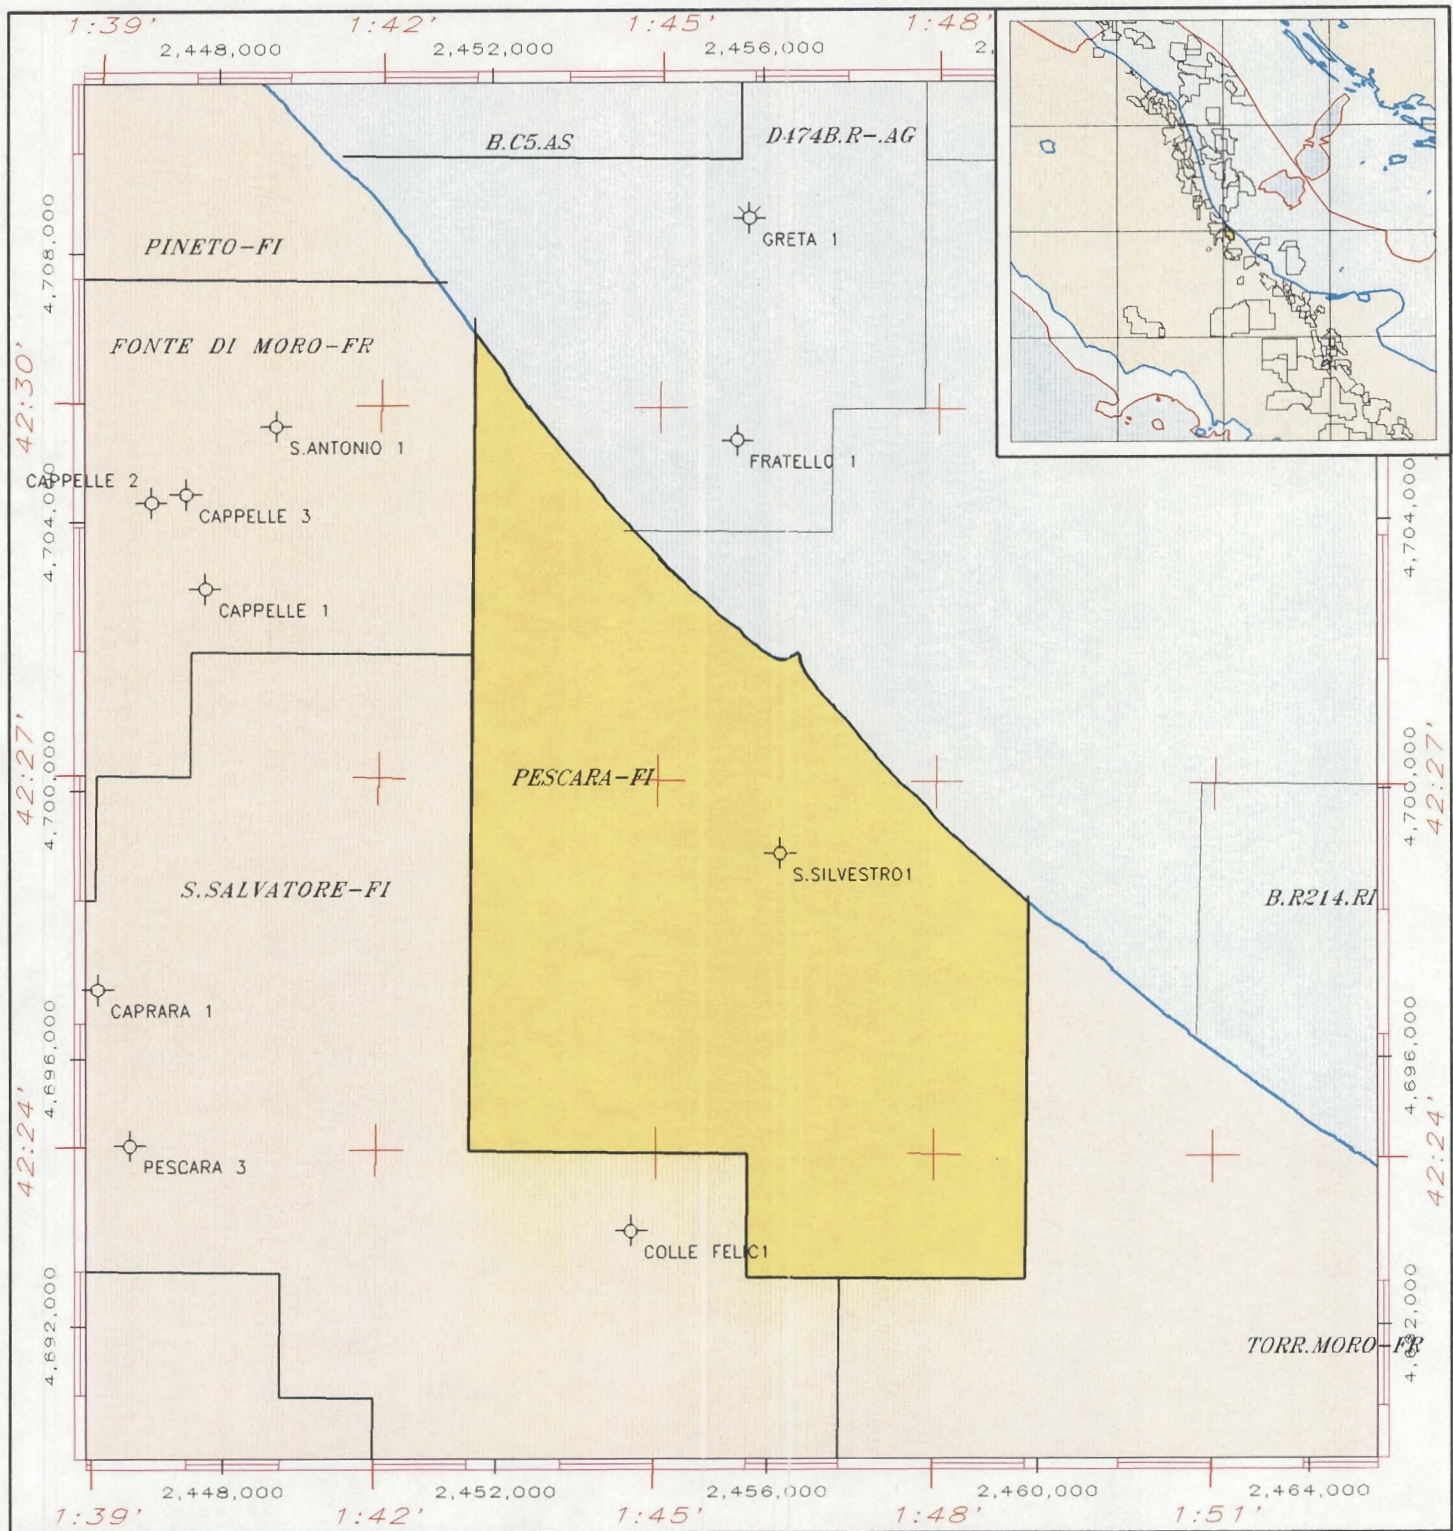 1:39' 1:42' 1:45' 1:48'
2,448,000 2,452,000 2,456,000 2,
B.C5.AS
D474B.R-.AG
GRETA 1
PINETO-FI
4,708,000
FONTE DI MORO-FR
42:30'
S.ANTONIO 1
FRATELLO 1
CAPPELLE 2
CAPPELLE 3
4,704,000
4,704,000
CAPPELLE 1
PESCARA-FI
42:27'
4,700,000
4,700,000
42:27'
S.SILVESTRO1
S.SALVATORE-FI
B.R214.RI
CAPRARA 1
4,696,000
4,696,000
42:24'
PESCARA 3
42:24'
COLLE FELIC1
4,692,000
4,692,000
TORR.MORO-FR
2,448,000 2,452,000 2,456,000 2,460,000 2,464,000
1:39' 1:42' 1:45' 1:48' 1:51'